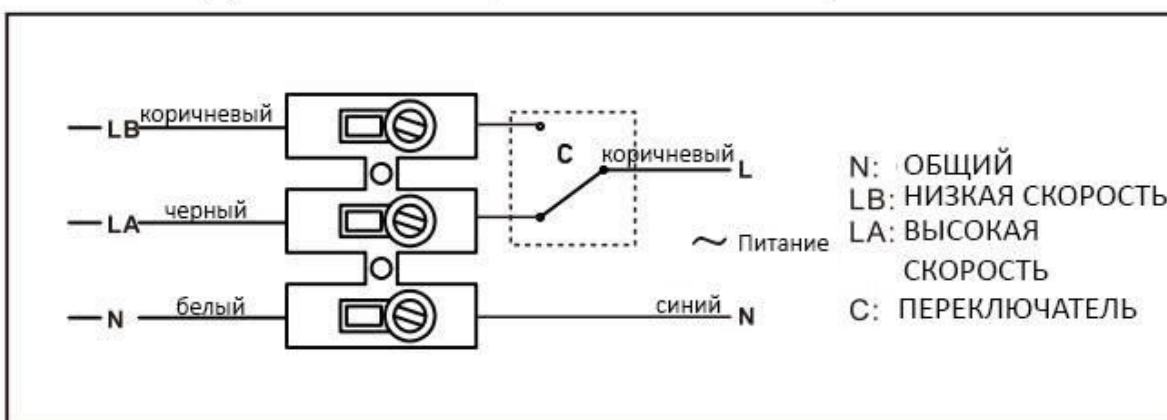 LB коричневый
C коричневый L
LA черный
~ Питание
N белый
синий N
N: ОБЩИЙ
LB: НИЗКАЯ СКОРОСТЬ
LA: ВЫСОКАЯ
СКОРОСТЬ
C: ПЕРЕКЛЮЧАТЕЛЬ